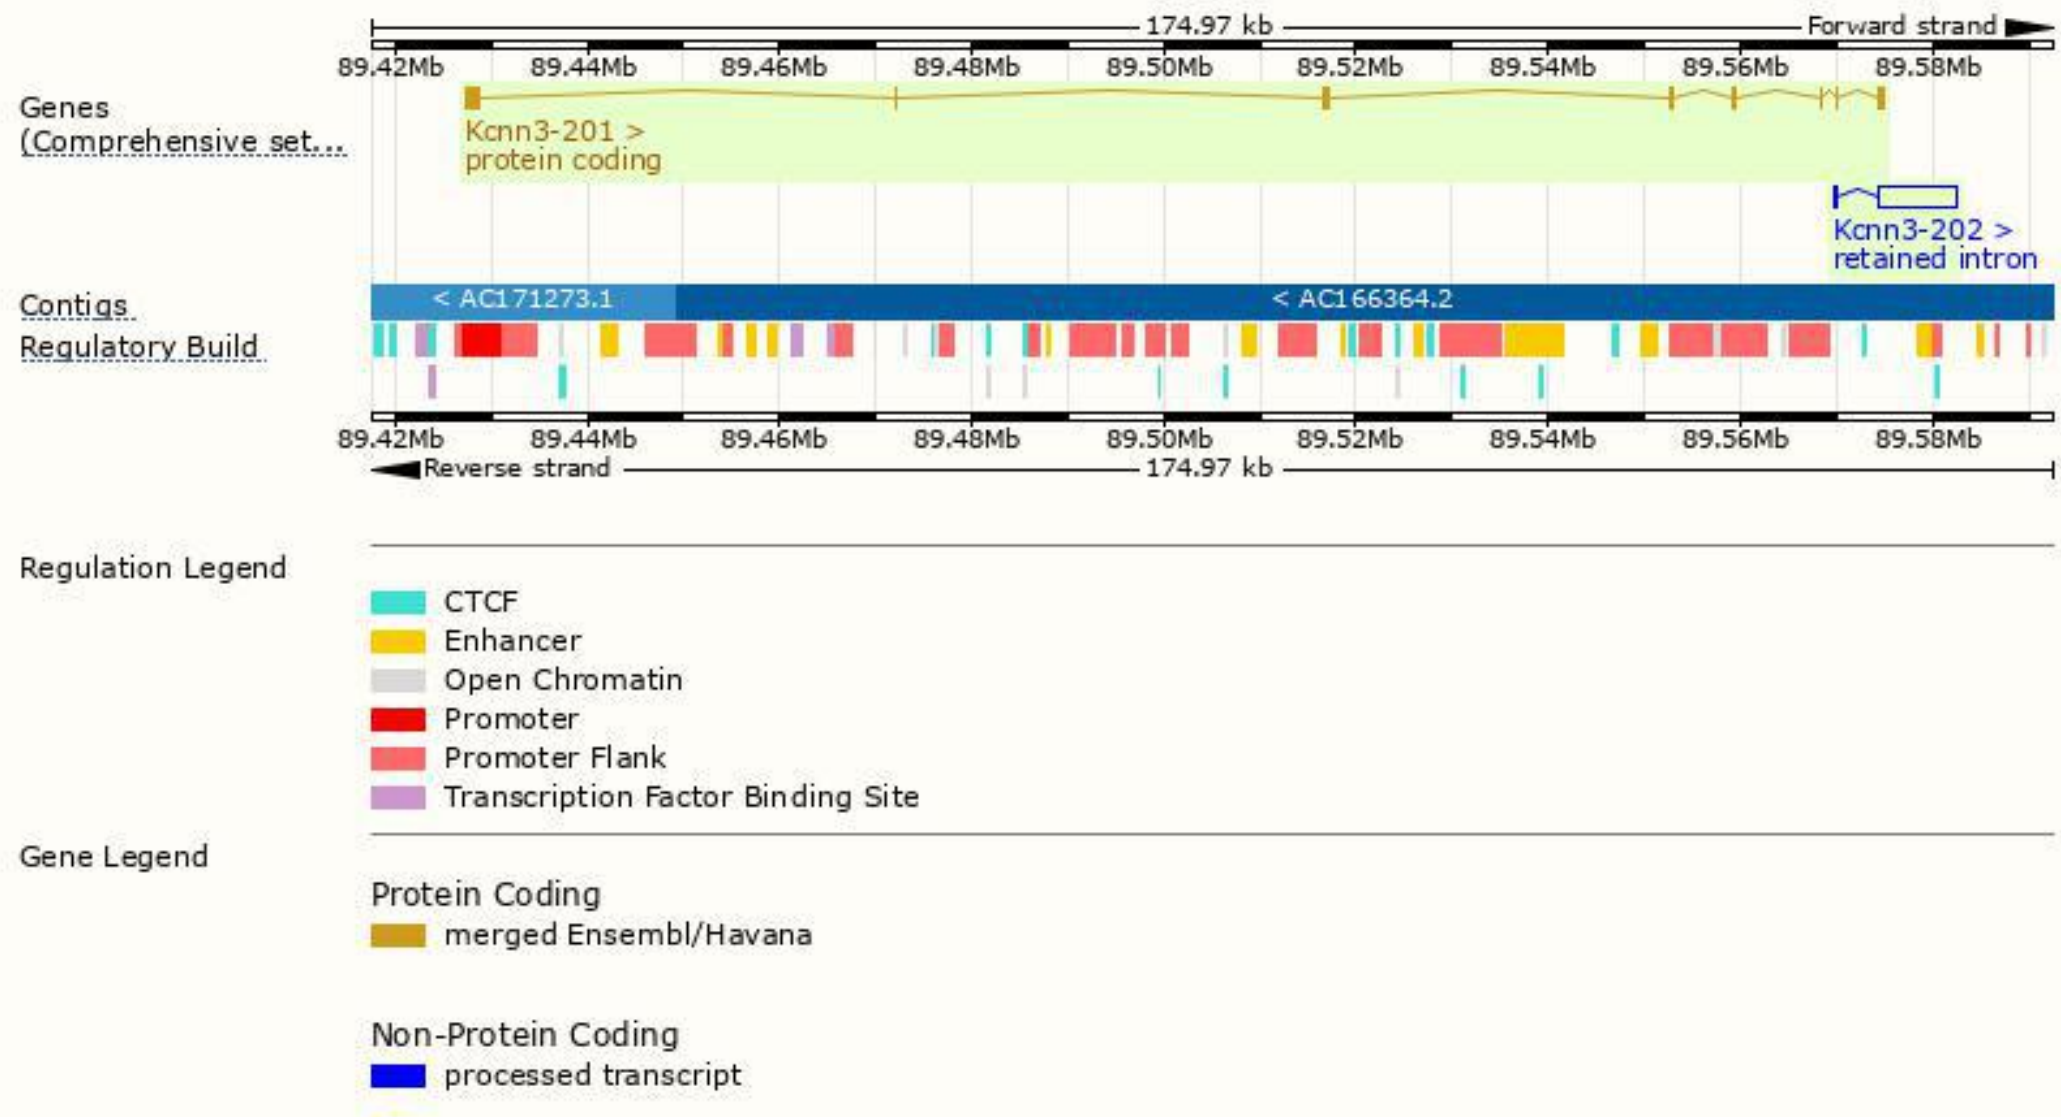 174.97 kb Forward strand
89.42Mb 89.44Mb 89.46Mb 89.48Mb 89.50Mb 89.52Mb 89.54Mb 89.56Mb 89.58Mb
Genes
(Comprehensive set...
Kcnn3-201 >
protein coding
Kcnn3-202 >
retained intron
Contigs
< AC171273.1 < AC166364.2
Regulatory Build
89.42Mb 89.44Mb 89.46Mb 89.48Mb 89.50Mb 89.52Mb 89.54Mb 89.56Mb 89.58Mb
Reverse strand 174.97 kb
Regulation Legend
CTCF
Enhancer
Open Chromatin
Promoter
Promoter Flank
Transcription Factor Binding Site
Gene Legend
Protein Coding
merged Ensembl/Havana
Non-Protein Coding
processed transcript